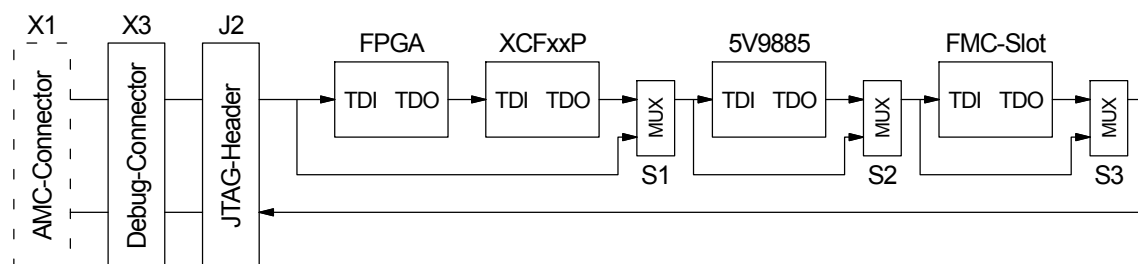 X1
X3
J2
FPGA
XCFxxP
5V9885
FMC-Slot
AMC-Connector
Debug-Connector
JTAG-Header
TDI TDO
TDI TDO
MUX
TDI TDO
MUX
TDI TDO
MUX
S1
S2
S3